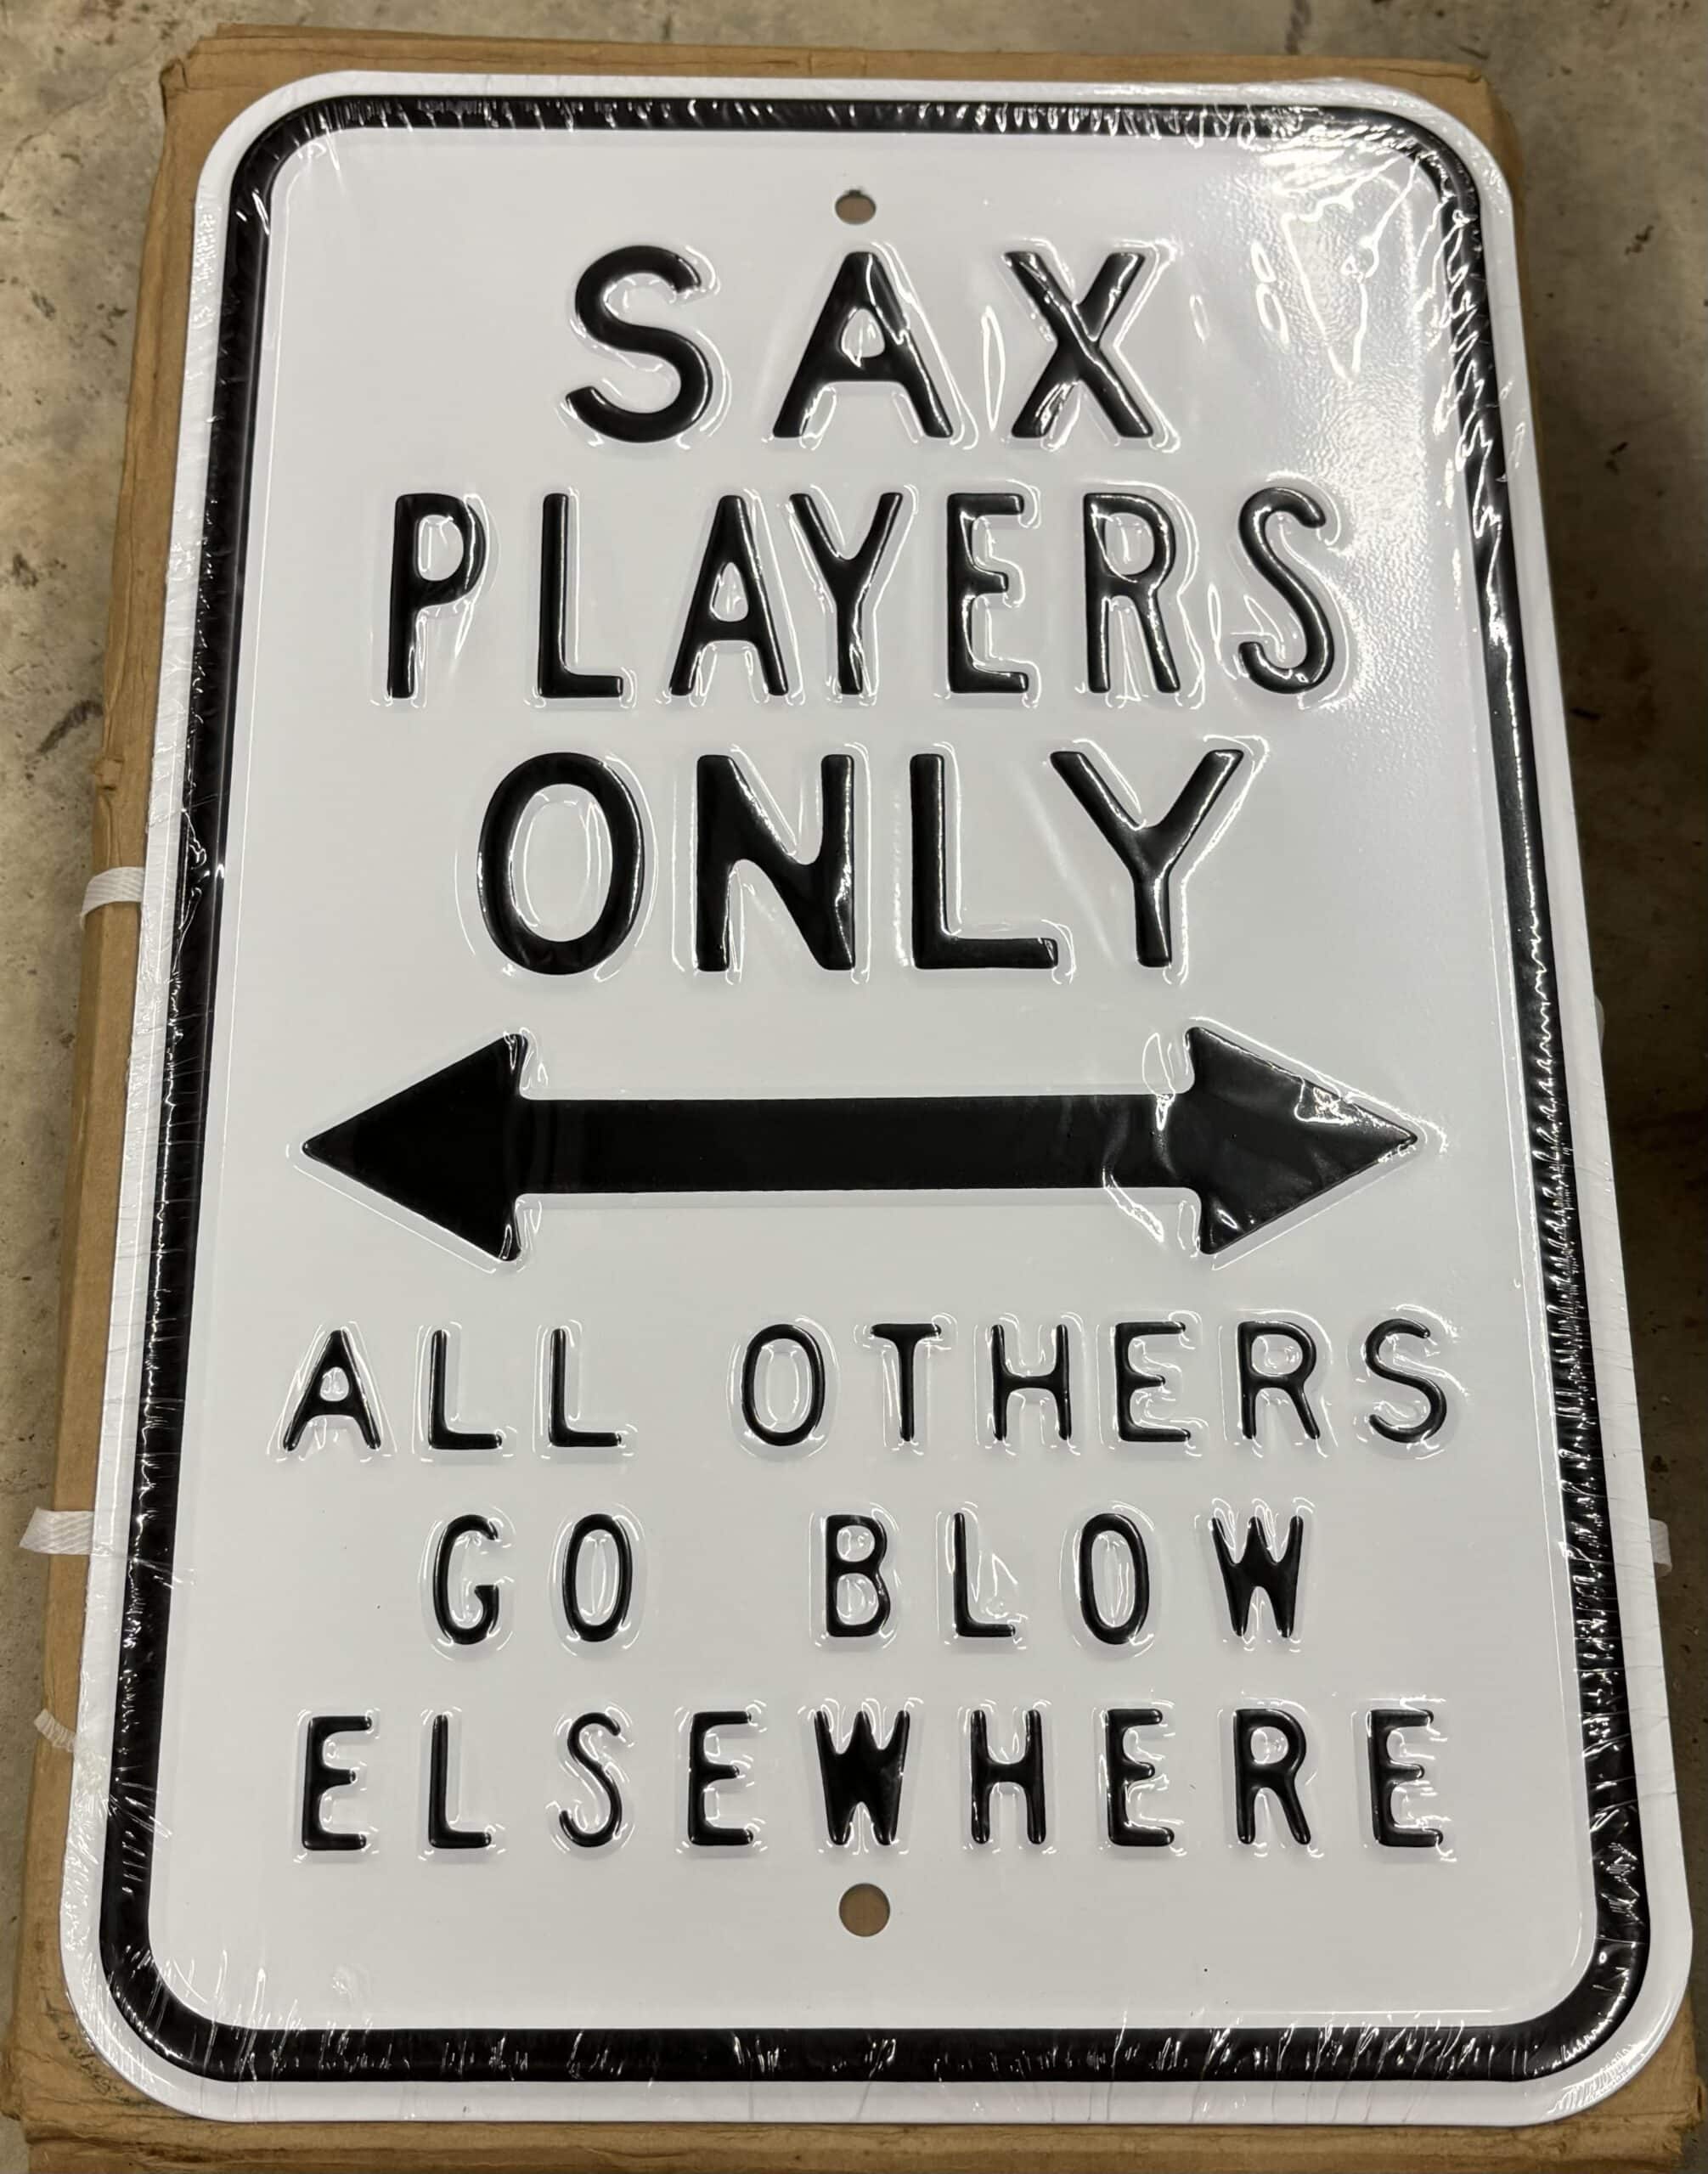 SAX
PLAYERS
ONLY
ALL OTHERS
GO BLOW
ELSEWHERE